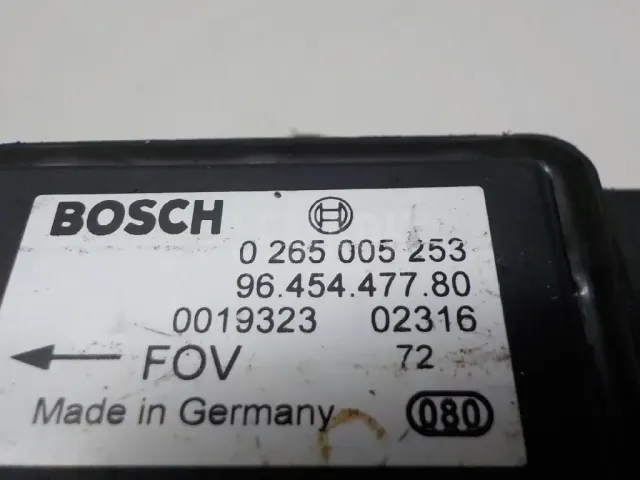 BOSCH
0 265 005 253
96.454.477.80
0019323 02316
FOV 72
Made in Germany 080